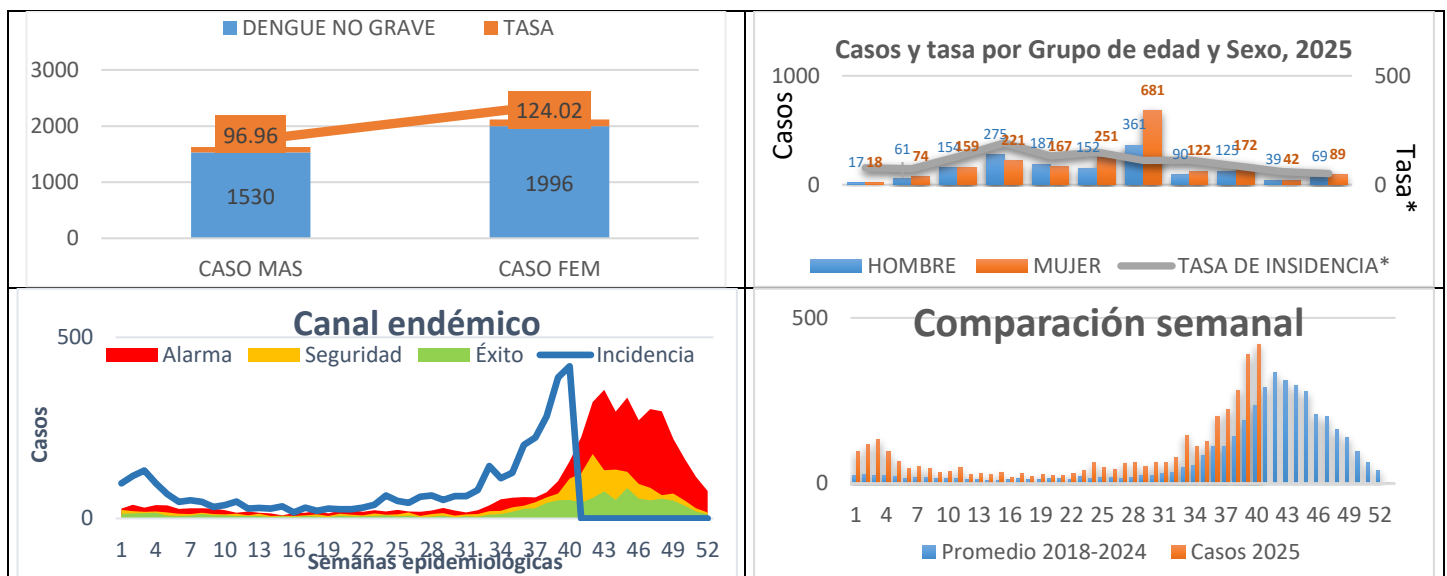 DENGUE NO GRAVE TASA
3000
2000
1000
0
96.96
124.02
1530
1996
CASO MAS CASO FEM
Casos y tasa por Grupo de edad y Sexo, 2025
1000
0
Casos
500
0
Tasa*
17 61 154 275 187 152 361 90 125 39 69
18 74 159 221 167 251 681 122 172 42 89
HOMBRE MUJER TASA DE INSIDENCIA*
Canal endémico
Alarma Seguridad Éxito Incidencia
500
0
Casos
1 4 7 10 13 16 19 22 25 28 31 34 37 40 43 46 49 52
Semanas epidemiológicas
Comparación semanal
500
0
1 4 7 10 13 16 19 22 25 28 31 34 37 40 43 46 49 52
Promedio 2018-2024 Casos 2025